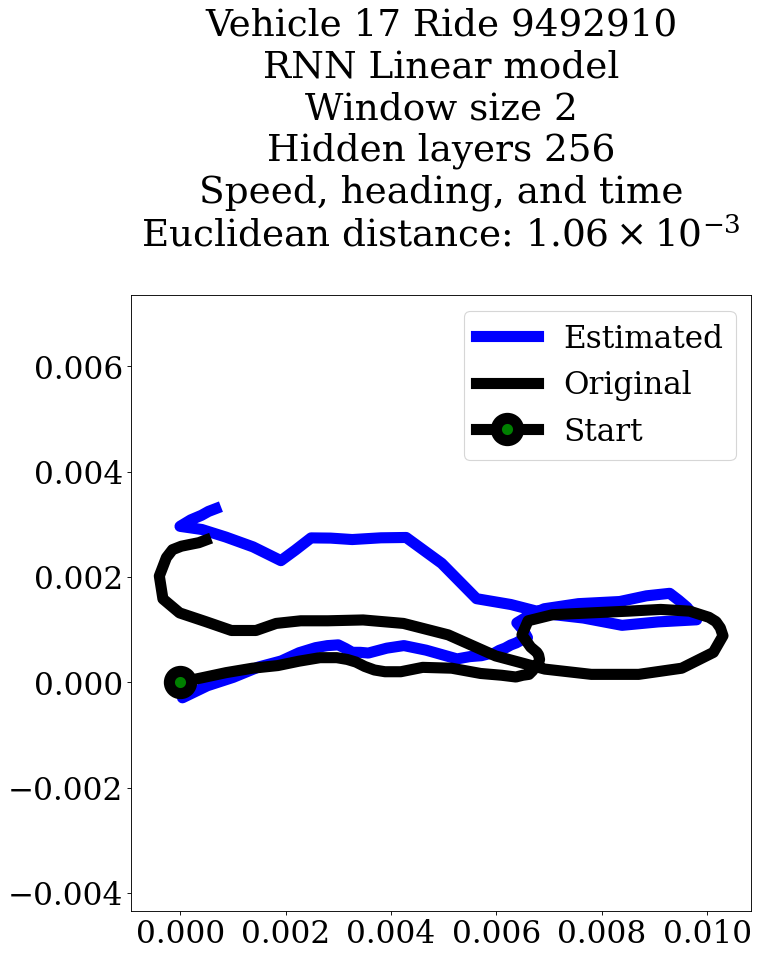 Vehicle 17 Ride 9492910
RNN Linear model
Window size 2
Hidden layers 256
Speed, heading, and time
Euclidean distance: 1.06 × 10⁻³
Estimated
Original
Start
0.006
0.004
0.002
0.000
−0.002
−0.004
0.000 0.002 0.004 0.006 0.008 0.010